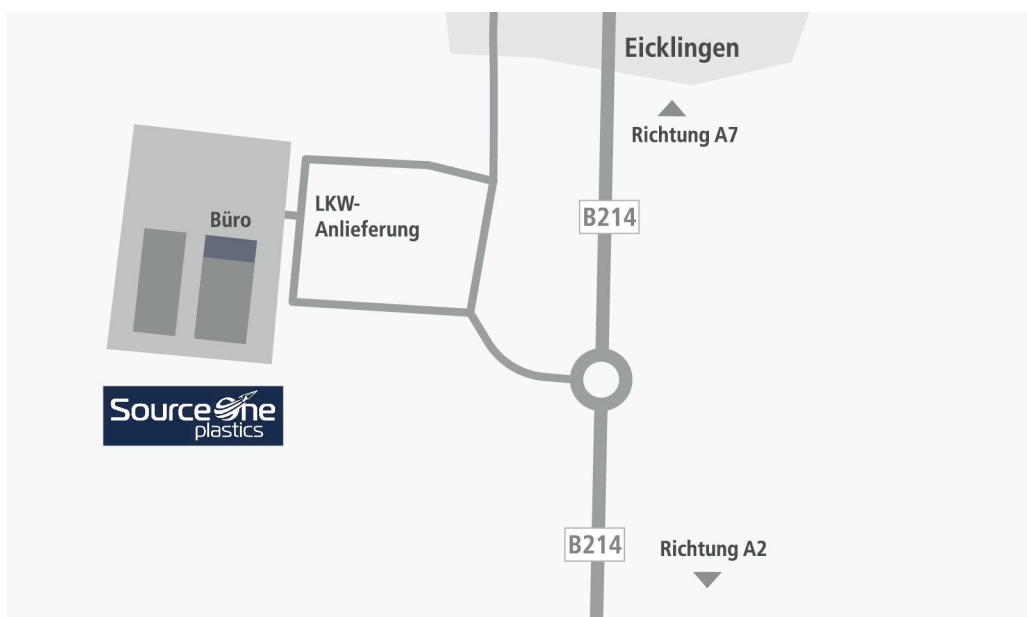 Eicklingen
Richtung A7
LKW-
Anlieferung
Büro
B214
SourceOne
plastics
B214
Richtung A2